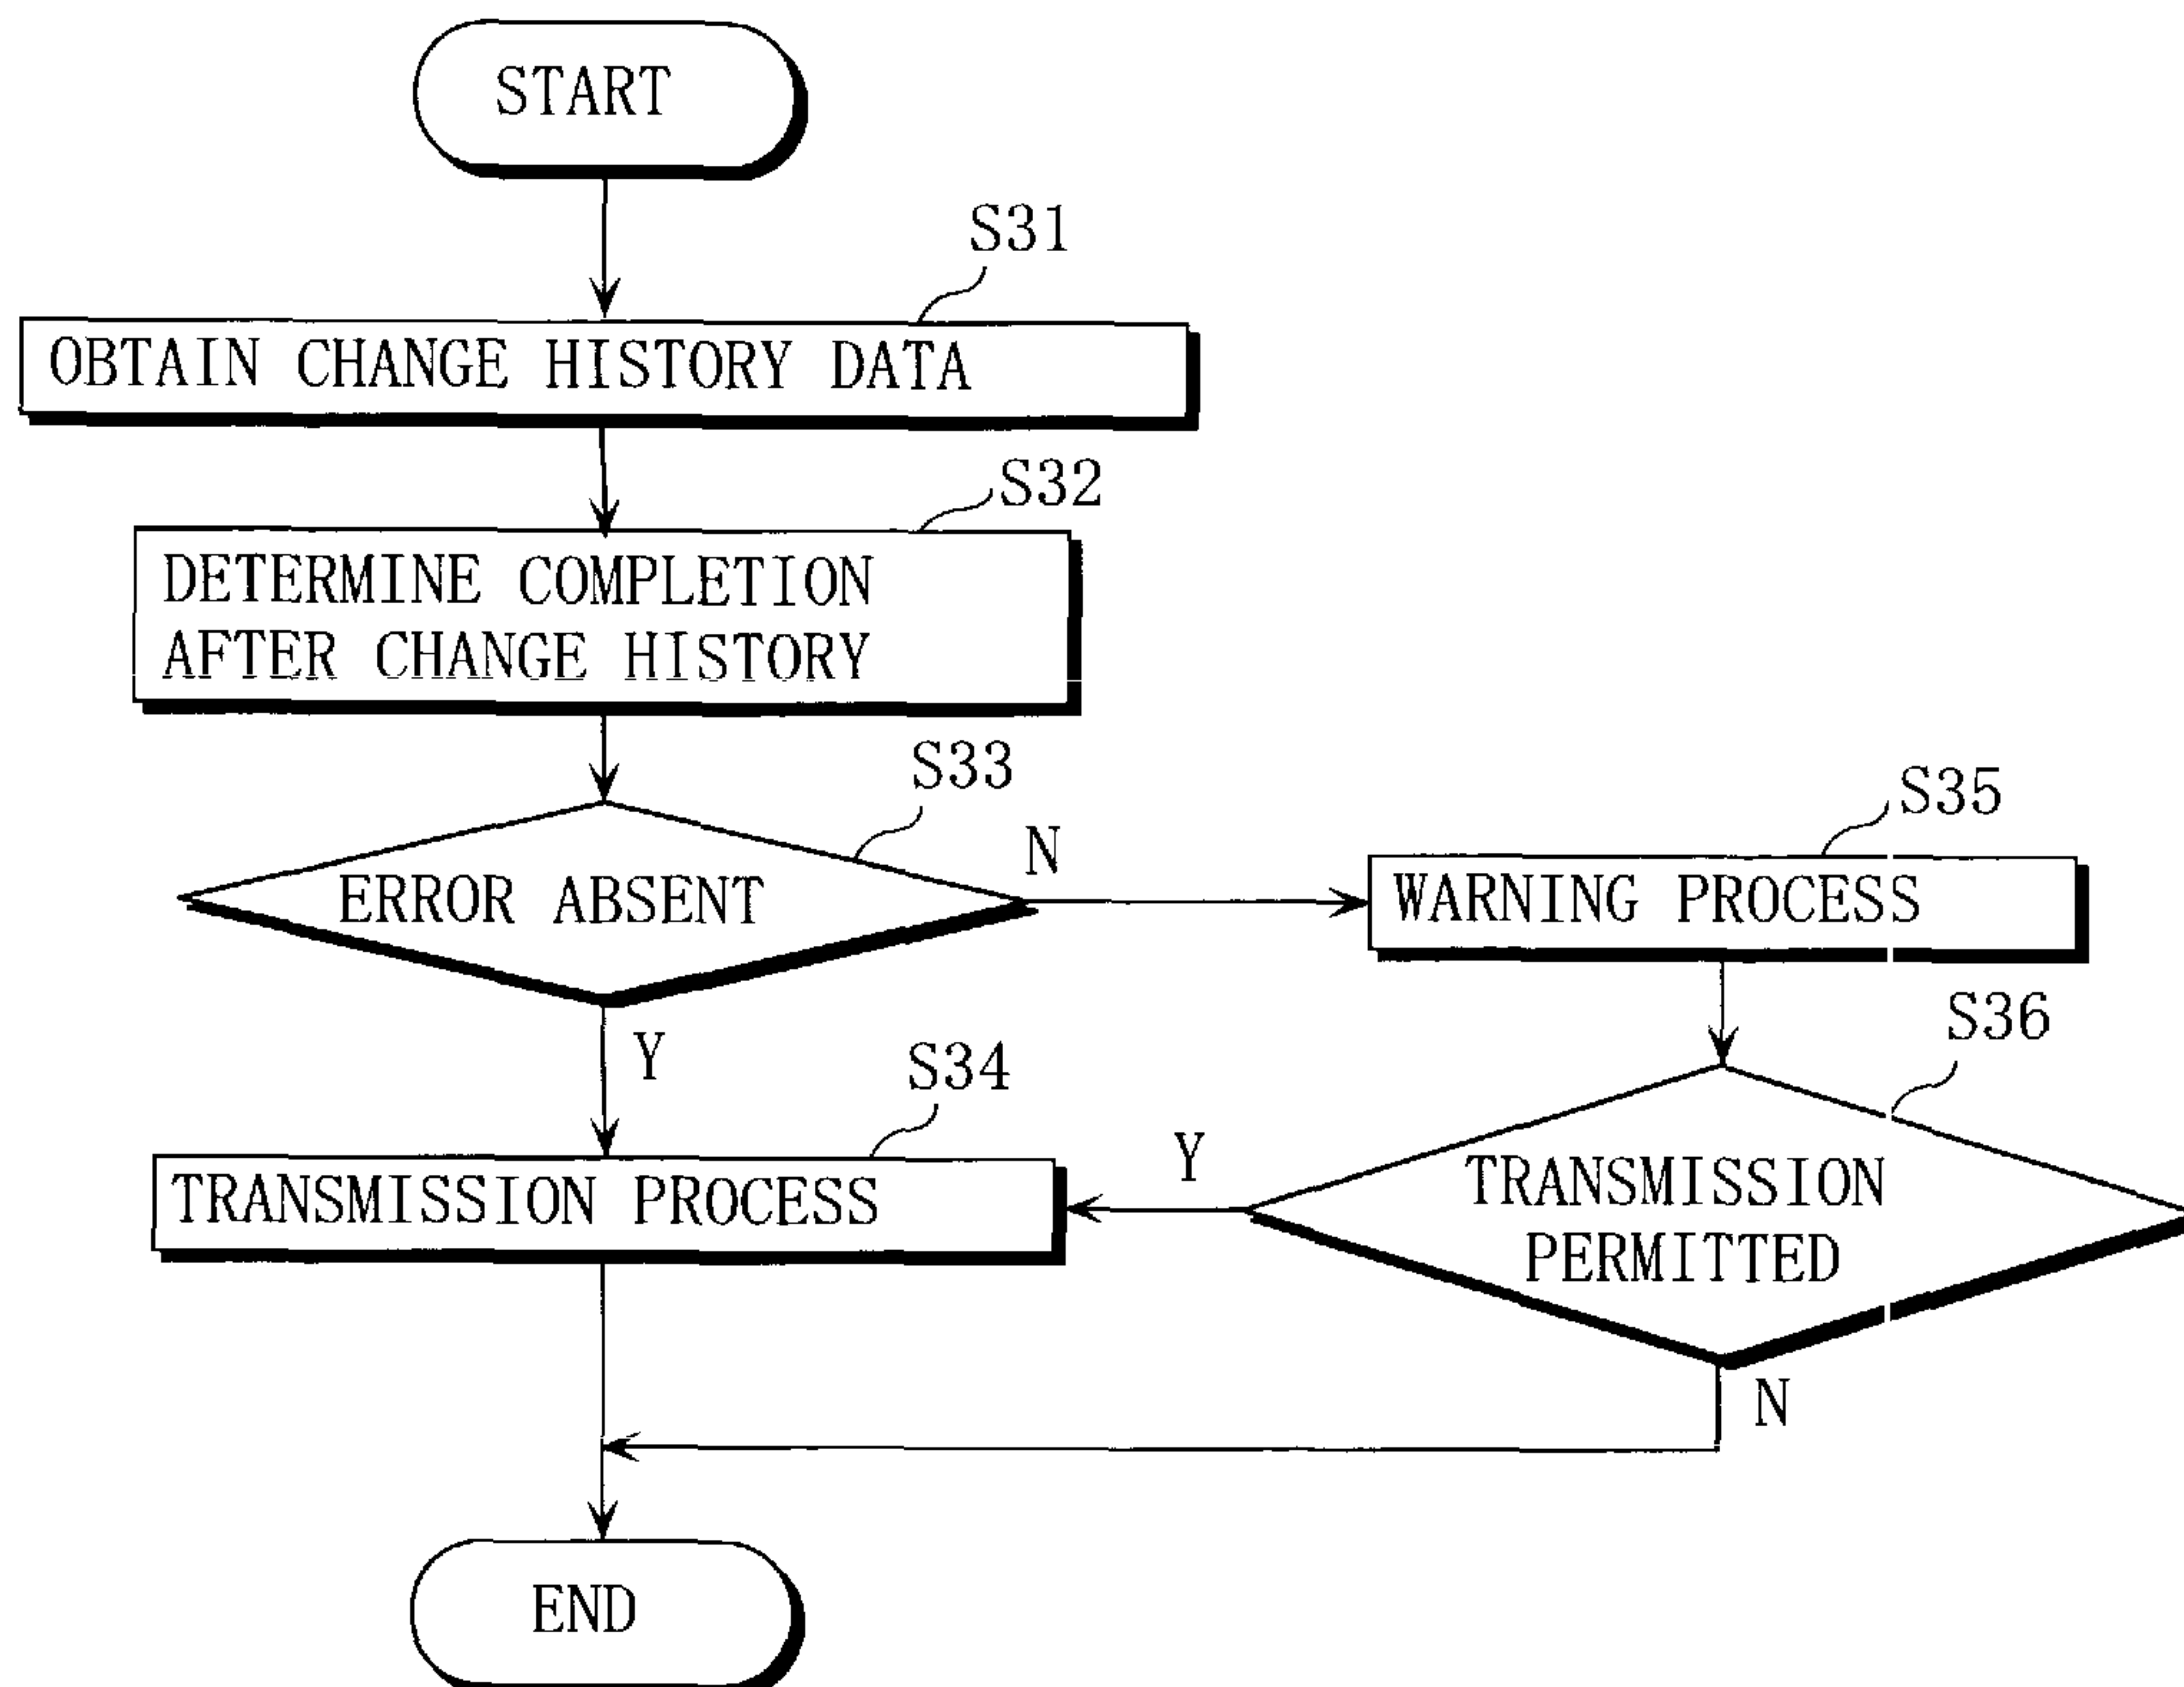 START
S31
OBTAIN CHANGE HISTORY DATA
S32
DETERMINE COMPLETION
AFTER CHANGE HISTORY
S33
ERROR ABSENT
N
S35
WARNING PROCESS
Y
S34
TRANSMISSION PROCESS
S36
Y
TRANSMISSION
PERMITTED
N
END